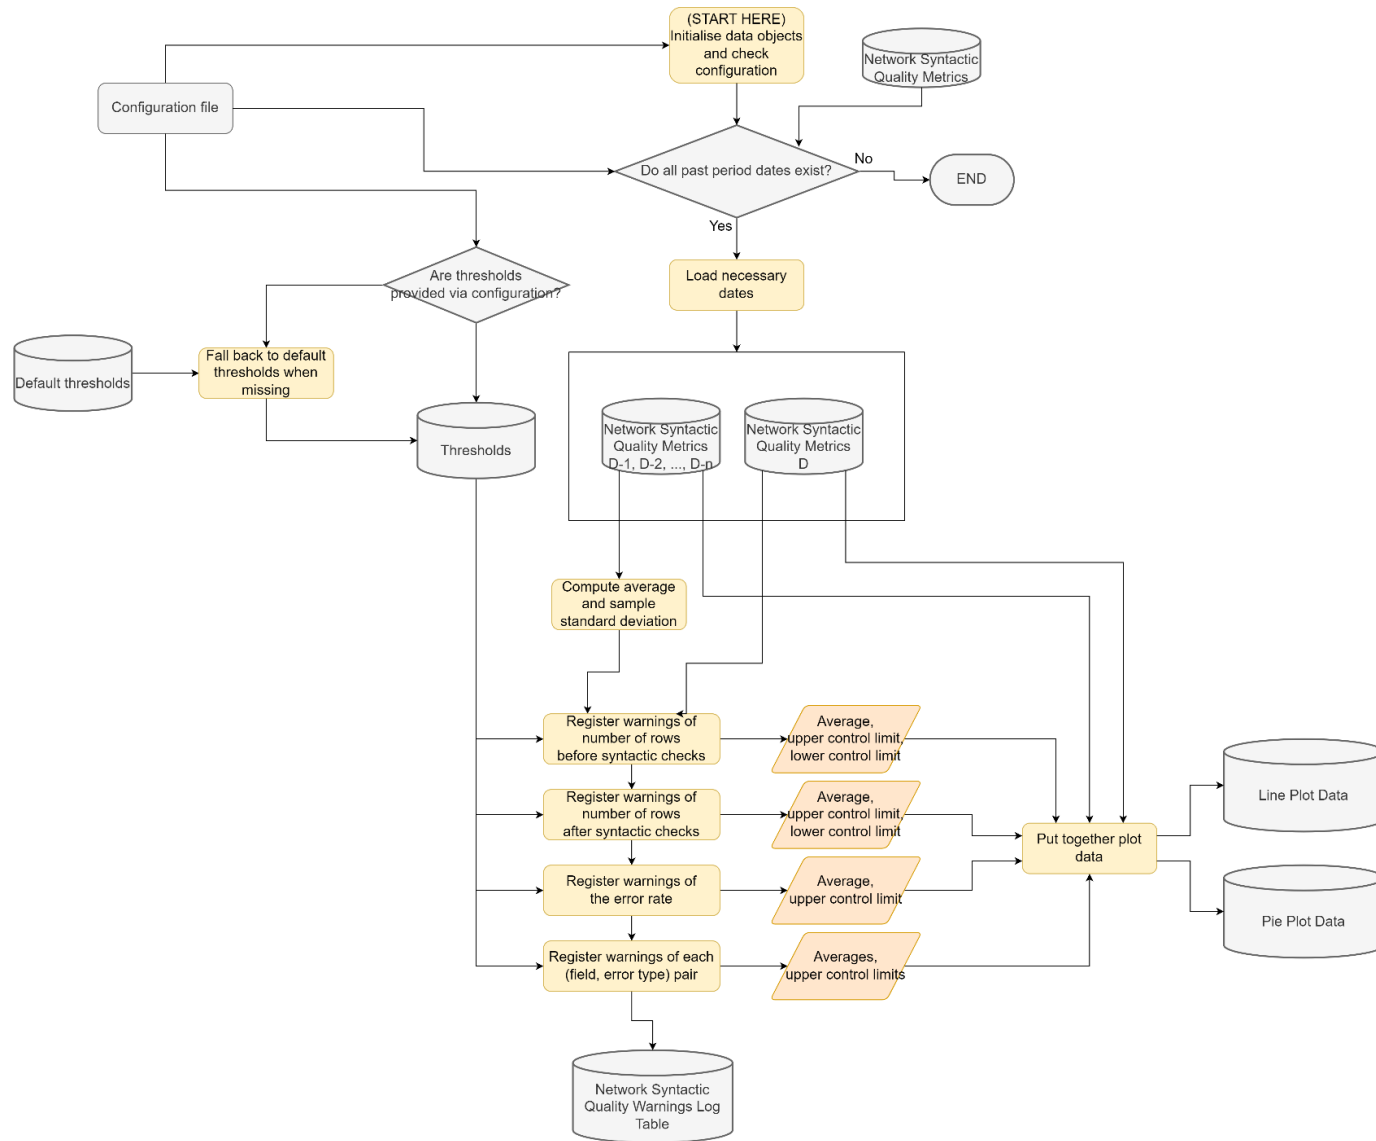 (START HERE)
Initialise data objects
and check
configuration
Network Syntactic
Quality Metrics
Configuration file
Do all past period dates exist?
No
END
Yes
Load necessary
dates
Are thresholds
provided via configuration?
Default thresholds
Fall back to default
thresholds when
missing
Thresholds
Network Syntactic
Quality Metrics
D-1, D-2, ..., D-n
Network Syntactic
Quality Metrics
D
Compute average
and sample
standard deviation
Register warnings of
number of rows
before syntactic checks
Average,
upper control limit,
lower control limit
Register warnings of
number of rows
after syntactic checks
Average,
upper control limit,
lower control limit
Register warnings of
the error rate
Average,
upper control limit
Register warnings of each
(field, error type) pair
Averages,
upper control limits
Put together plot
data
Line Plot Data
Pie Plot Data
Network Syntactic
Quality Warnings Log
Table